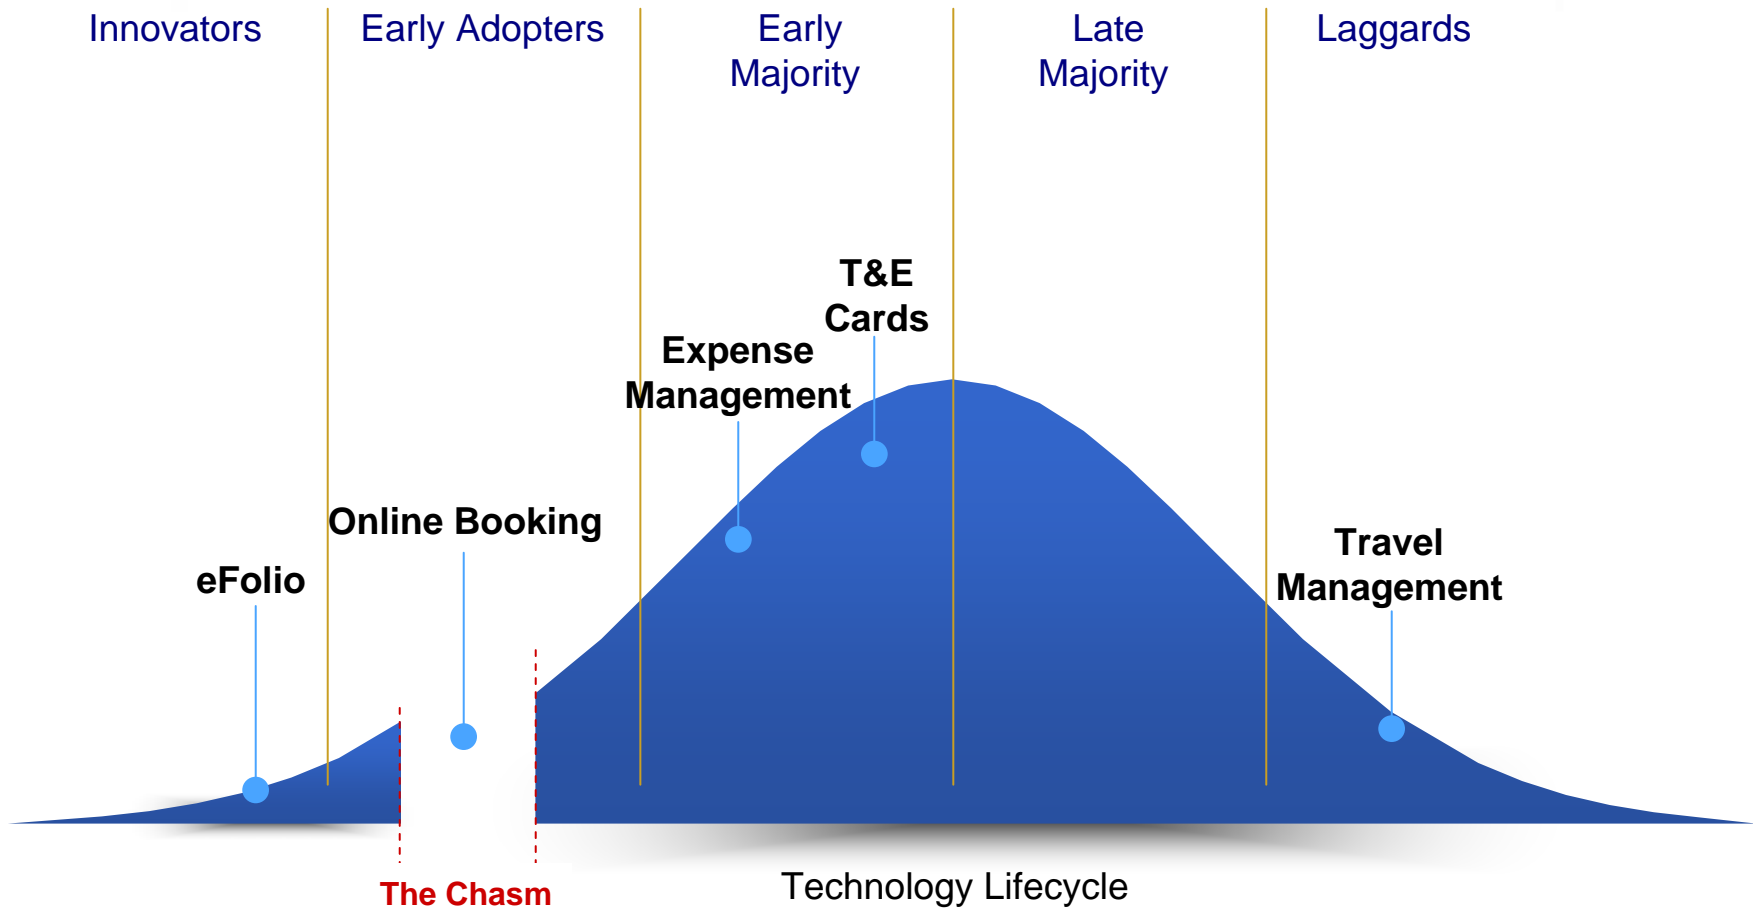 Innovators
Early Adopters
Early
Majority
Late
Majority
Laggards
T&E
Cards
Expense
Management
Online Booking
eFolio
Travel
Management
The Chasm
Technology Lifecycle